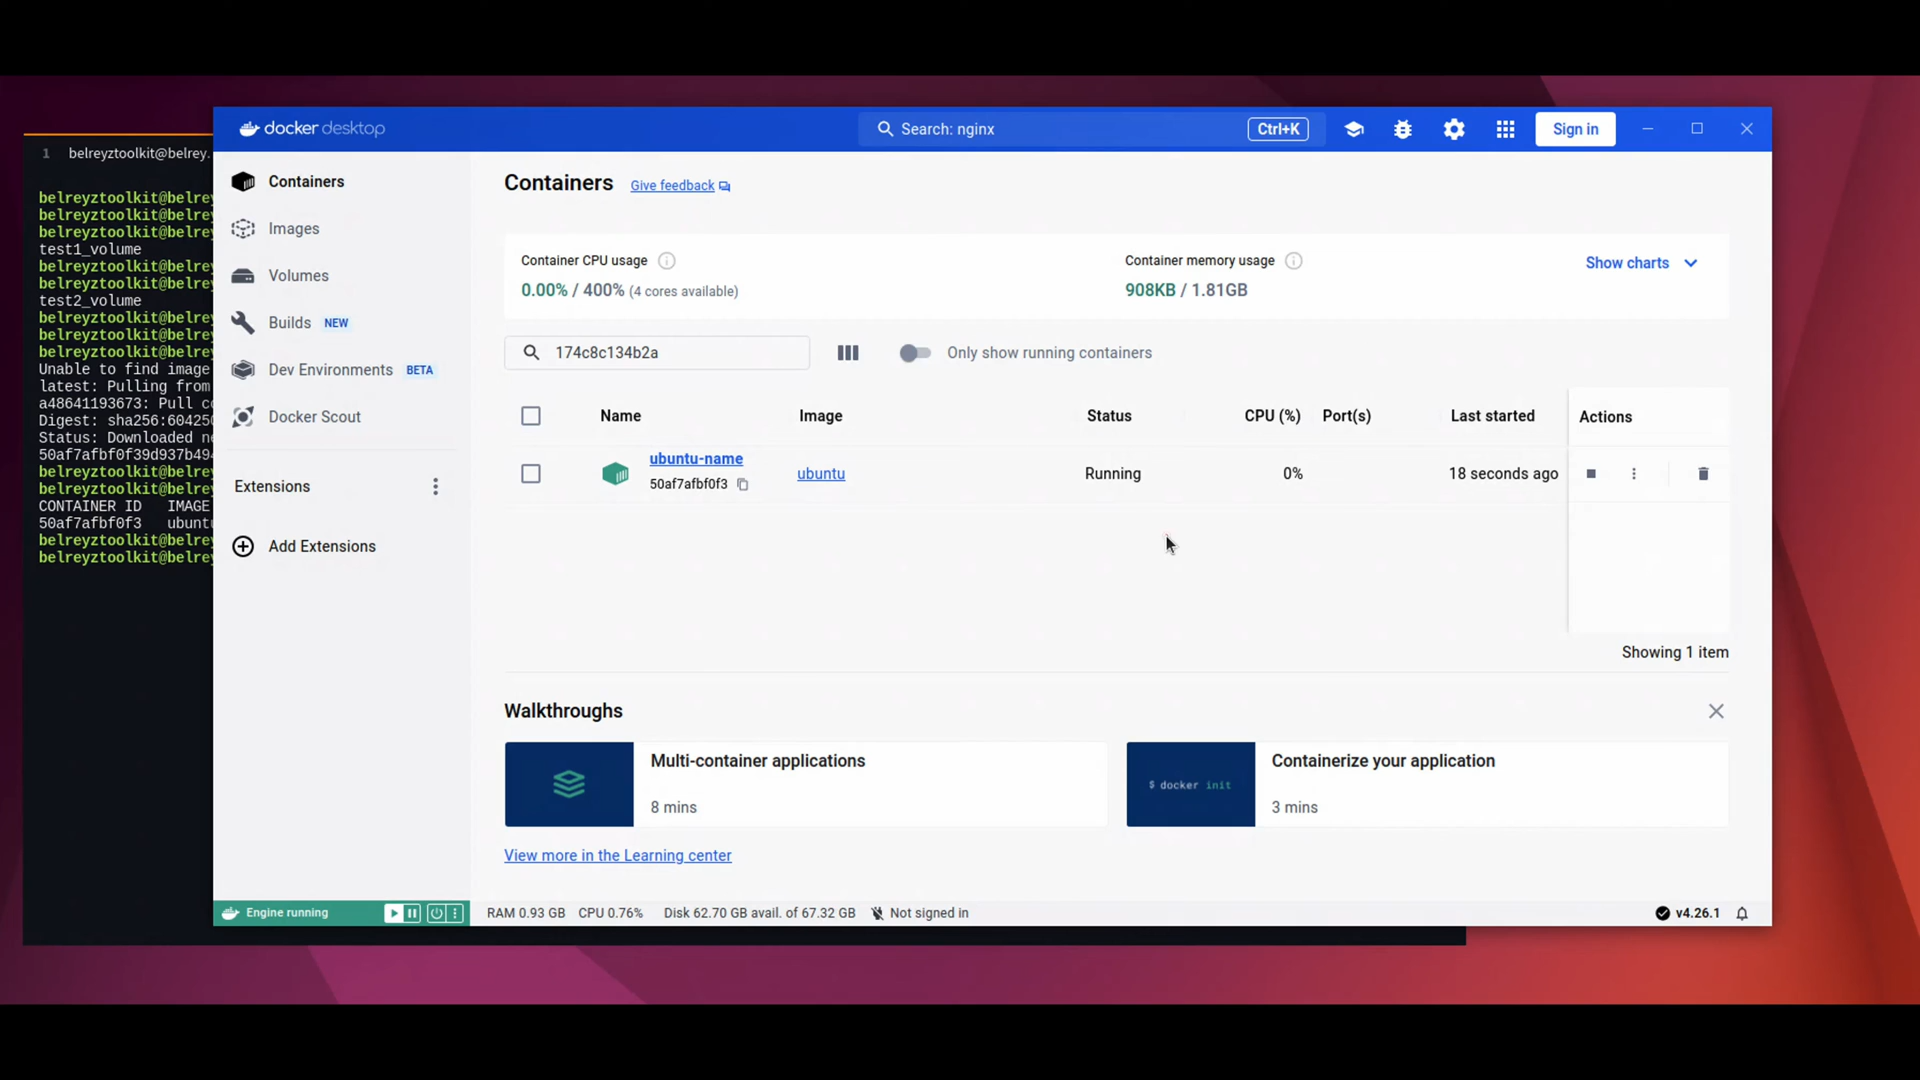 docker desktop
Search: nginx
Ctrl+K
Sign in
1 belreyztoolkit@belrey.
belreyztoolkit@belrey
belreyztoolkit@belrey
belreyztoolkit@belrey
test1_volume
belreyztoolkit@belrey
belreyztoolkit@belrey
test2_volume
belreyztoolkit@belrey
belreyztoolkit@belrey
belreyztoolkit@belrey
Unable to find image
latest: Pulling from
a48641193673: Pull co
Digest: sha256:604250
Status: Downloaded ne
50af7afbf0f39d937b494
belreyztoolkit@belrey
belreyztoolkit@belrey
CONTAINER ID IMAGE
50af7afbf0f3 ubuntu
belreyztoolkit@belrey
belreyztoolkit@belrey
Containers
Images
Volumes
Builds NEW
Dev Environments BETA
Docker Scout
Extensions
Add Extensions
Containers Give feedback
Container CPU usage
0.00% / 400% (4 cores available)
Container memory usage
908KB / 1.81GB
Show charts
174c8c134b2a
Only show running containers
Name Image Status CPU (%) Port(s) Last started Actions
ubuntu-name
50af7afbf0f3
ubuntu Running 0% 18 seconds ago
Showing 1 item
Walkthroughs
Multi-container applications
8 mins
$ docker init
Containerize your application
3 mins
View more in the Learning center
Engine running
RAM 0.93 GB CPU 0.76% Disk 62.70 GB avail. of 67.32 GB Not signed in
v4.26.1